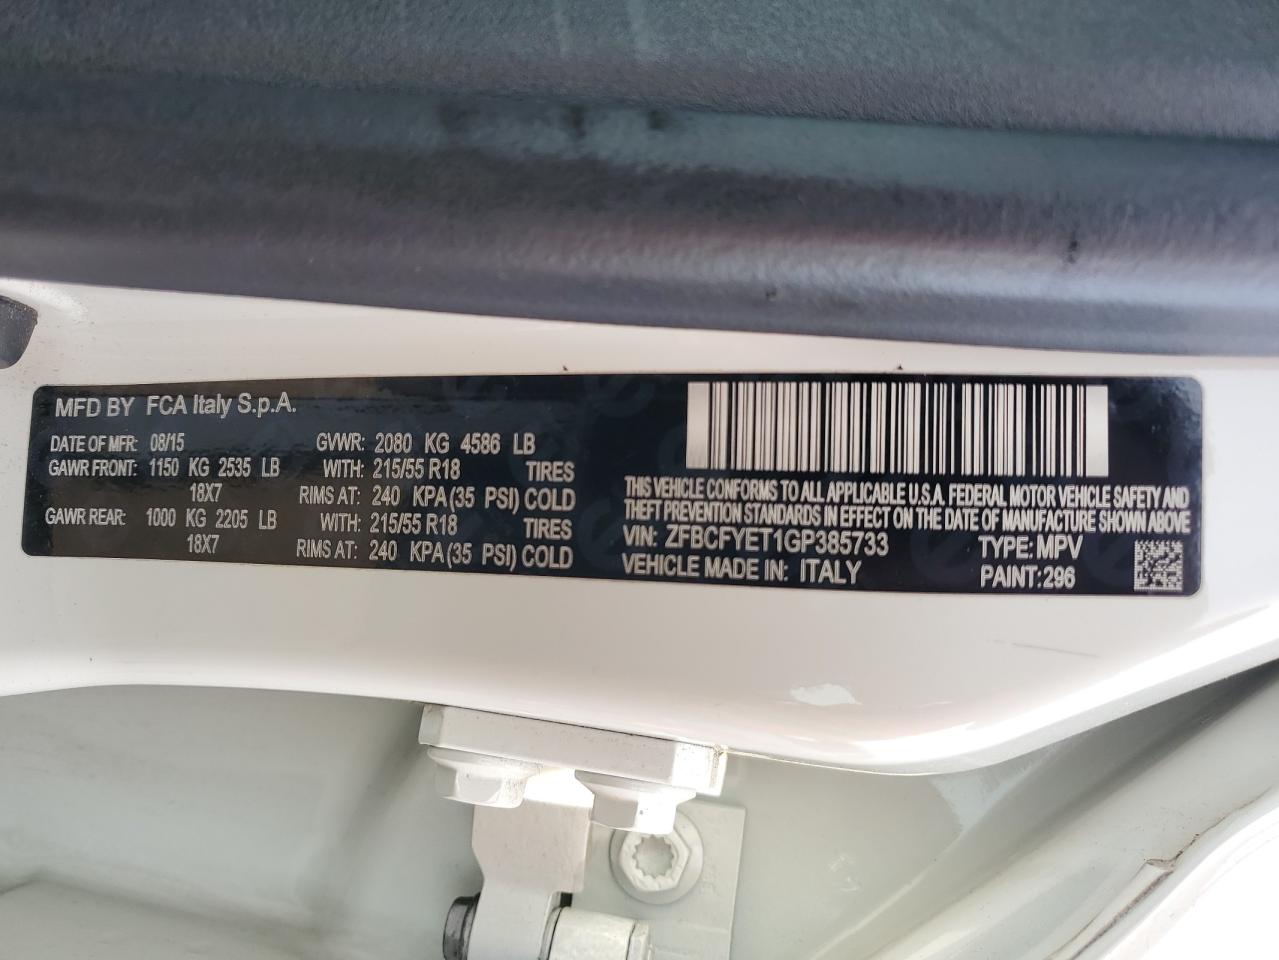 MFD BY FCA Italy S.p.A.
DATE OF MFR: 08/15 GVWR: 2080 KG 4586 LB
GAWR FRONT: 1150 KG 2535 LB WITH: 215/55 R18 TIRES
18X7 RIMS AT: 240 KPA(35 PSI) COLD
GAWR REAR: 1000 KG 2205 LB WITH: 215/55 R18 TIRES
18X7 RIMS AT: 240 KPA(35 PSI) COLD
THIS VEHICLE CONFORMS TO ALL APPLICABLE U.S.A. FEDERAL MOTOR VEHICLE SAFETY AND
THEFT PREVENTION STANDARDS IN EFFECT ON THE DATE OF MANUFACTURE SHOWN ABOVE
VIN: ZFBCFYET1GP385733 TYPE: MPV
VEHICLE MADE IN: ITALY PAINT: 296